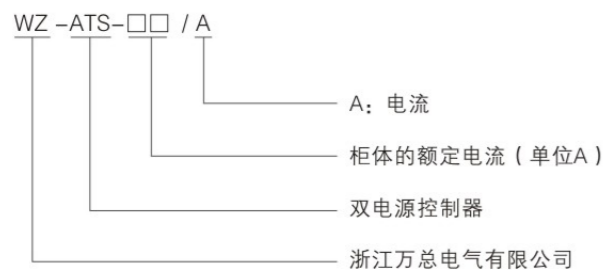 WZ-ATS-□□ / A
A：电流
柜体的额定电流（单位A）
双电源控制器
浙江万总电气有限公司